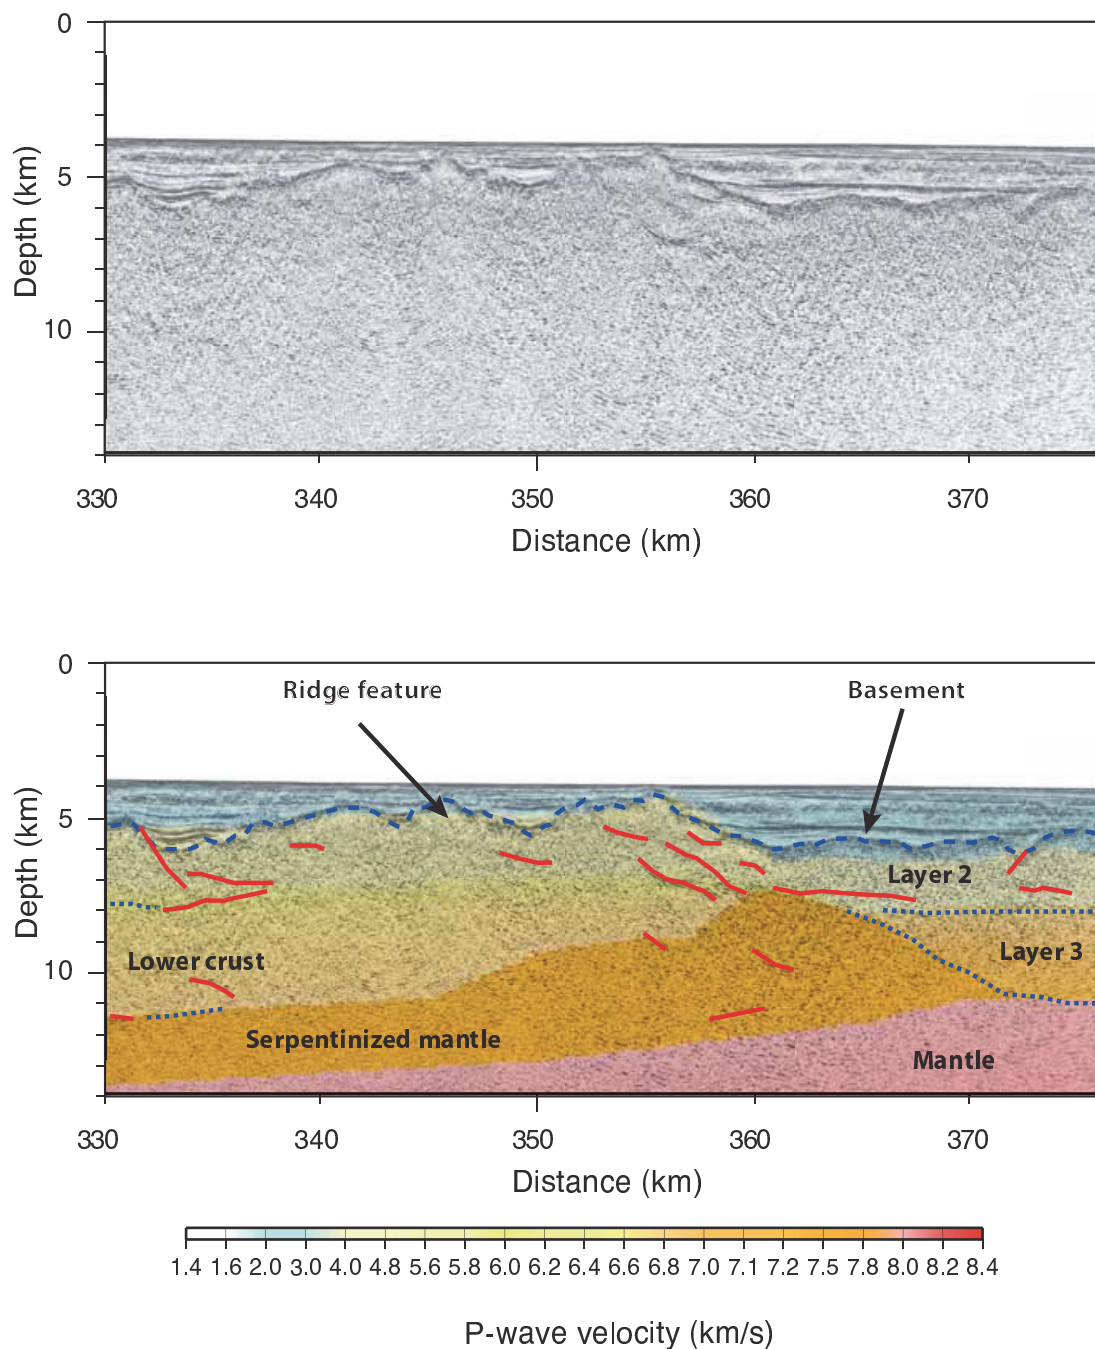 0
5
10
Depth (km)
330 340 350 360 370
Distance (km)
0
Ridge feature
Basement
5
Layer 2
Depth (km)
10
Lower crust
Layer 3
Serpentinized mantle
Mantle
330 340 350 360 370
Distance (km)
1.4 1.6 2.0 3.0 4.0 4.8 5.6 5.8 6.0 6.2 6.4 6.6 6.8 7.0 7.1 7.2 7.5 7.8 8.0 8.2 8.4
P-wave velocity (km/s)